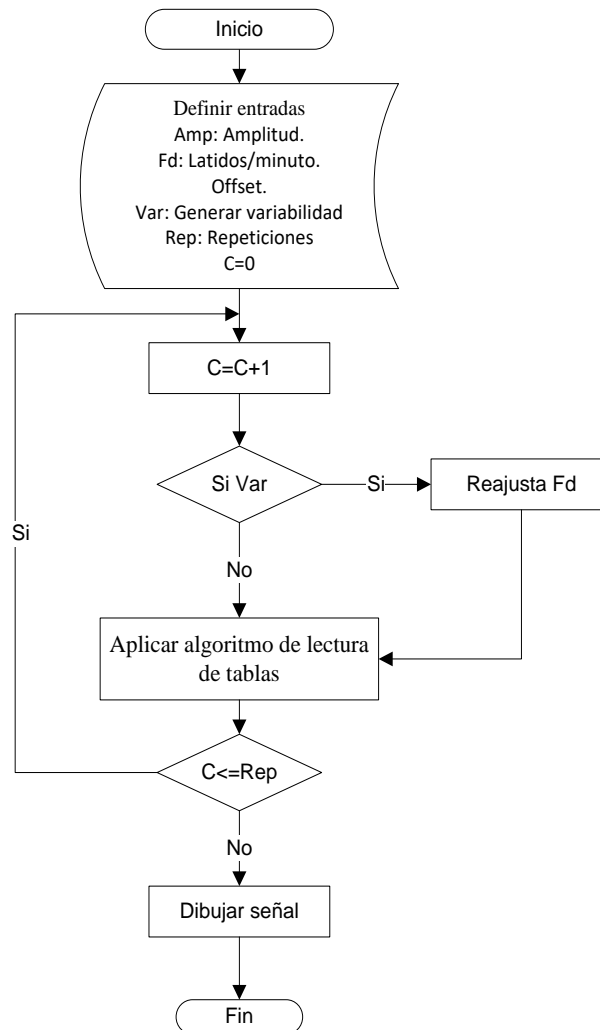 Inicio
Definir entradas
Amp: Amplitud.
Fd: Latidos/minuto.
Offset.
Var: Generar variabilidad
Rep: Repeticiones
C=0
C=C+1
Si Var
Si
Reajusta Fd
Si
No
Aplicar algoritmo de lectura
de tablas
C<=Rep
No
Dibujar señal
Fin